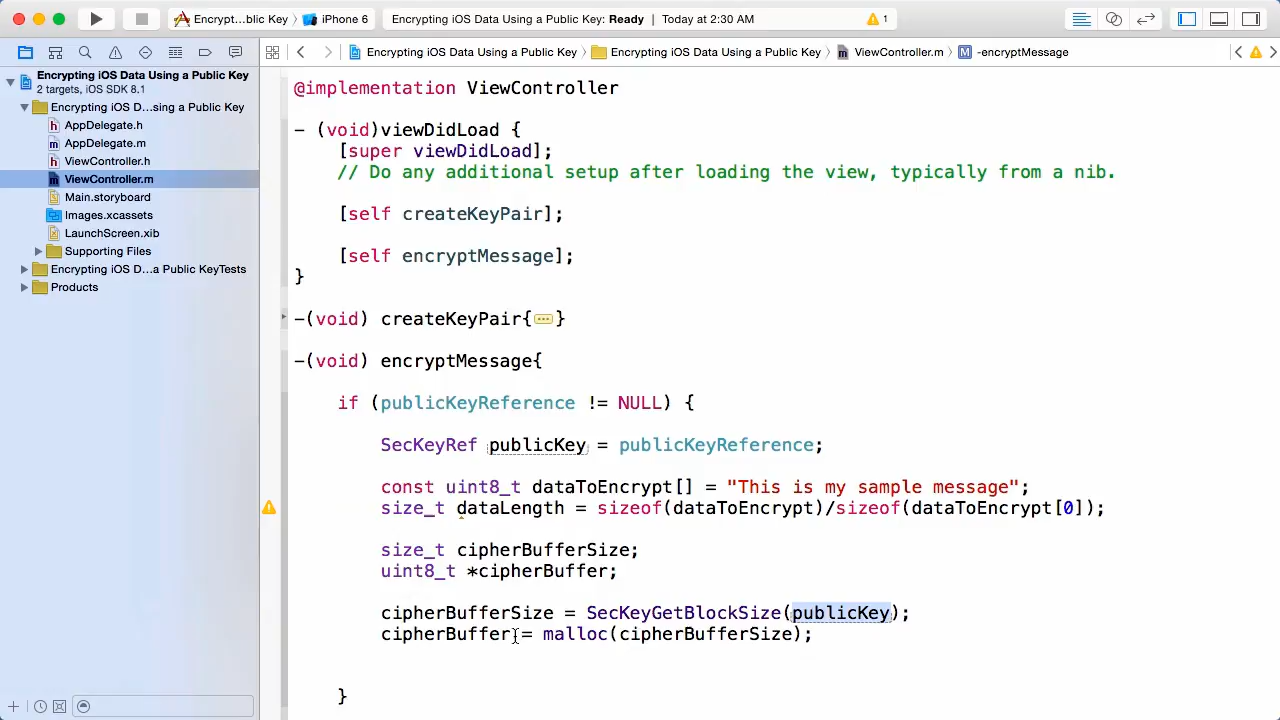 Encrypt...blic Key
iPhone 6
Encrypting iOS Data Using a Public Key: Ready | Today at 2:30 AM
1
Encrypting iOS Data Using a Public Key
Encrypting iOS Data Using a Public Key
ViewController.m
M
-encryptMessage
Encrypting iOS Data Using a Public Key
2 targets, iOS SDK 8.1
Encrypting iOS D...sing a Public Key
h AppDelegate.h
m AppDelegate.m
h ViewController.h
m ViewController.m
Main.storyboard
Images.xcassets
LaunchScreen.xib
Supporting Files
Encrypting iOS D...a Public KeyTests
Products
@implementation ViewController
- (void)viewDidLoad {
[super viewDidLoad];
// Do any additional setup after loading the view, typically from a nib.
[self createKeyPair];
[self encryptMessage];
}
-(void) createKeyPair{...}
-(void) encryptMessage{
if (publicKeyReference != NULL) {
SecKeyRef publicKey = publicKeyReference;
const uint8_t dataToEncrypt[] = "This is my sample message";
size_t dataLength = sizeof(dataToEncrypt)/sizeof(dataToEncrypt[0]);
size_t cipherBufferSize;
uint8_t *cipherBuffer;
cipherBufferSize = SecKeyGetBlockSize(publicKey);
cipherBuffer = malloc(cipherBufferSize);
}